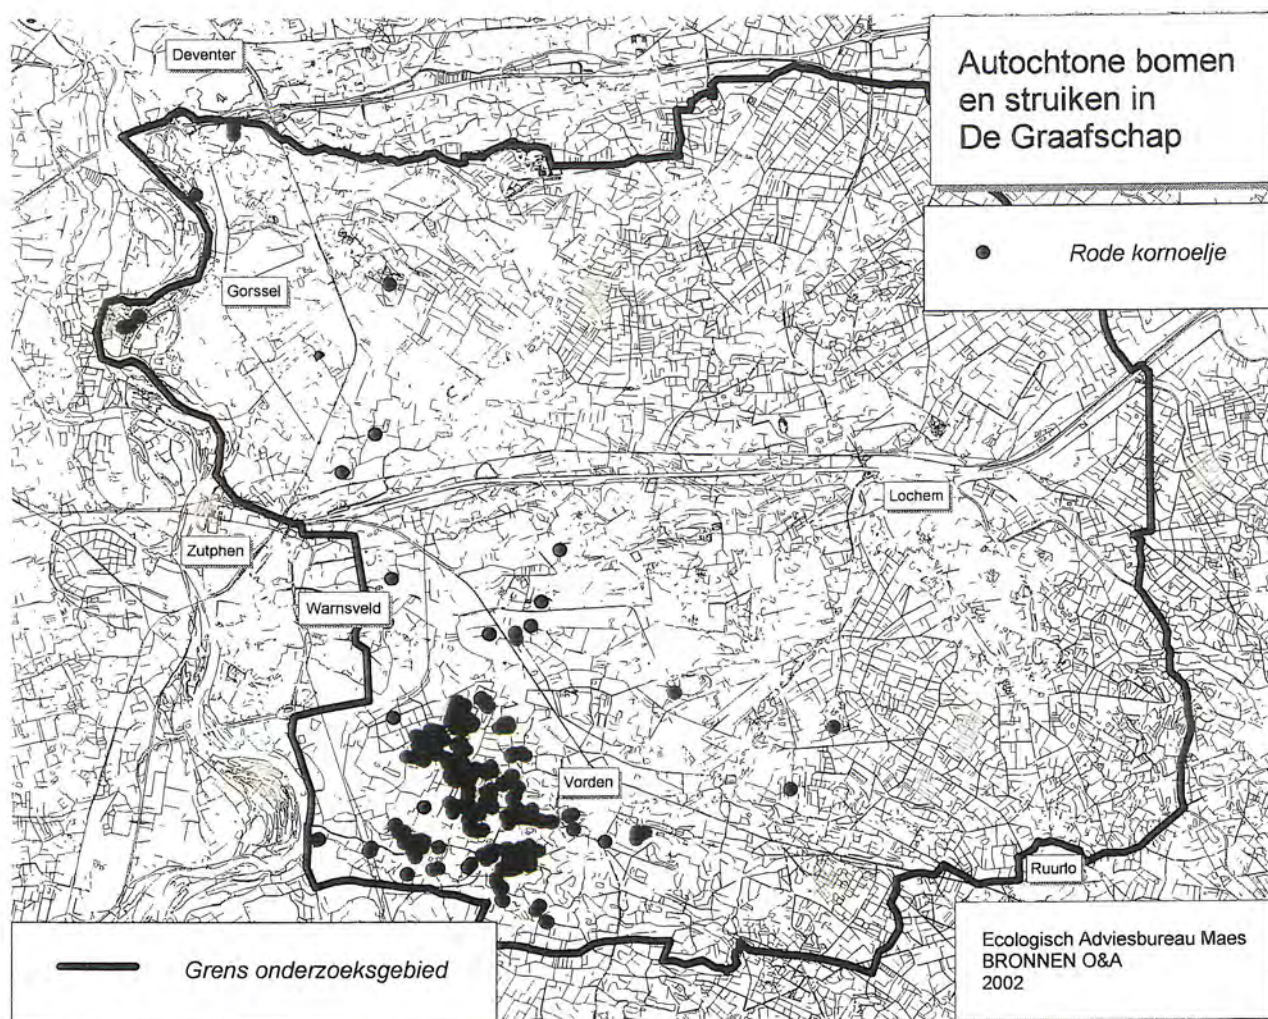 Deventer
Autochtone bomen
en struiken in
De Graafschap
Rode kornoelje
Gorssel
Lochem
Zutphen
Warnsveld
Vorden
Ruurlo
Grens onderzoeksgebied
Ecologisch Adviesbureau Maes
BRONNEN O&A
2002